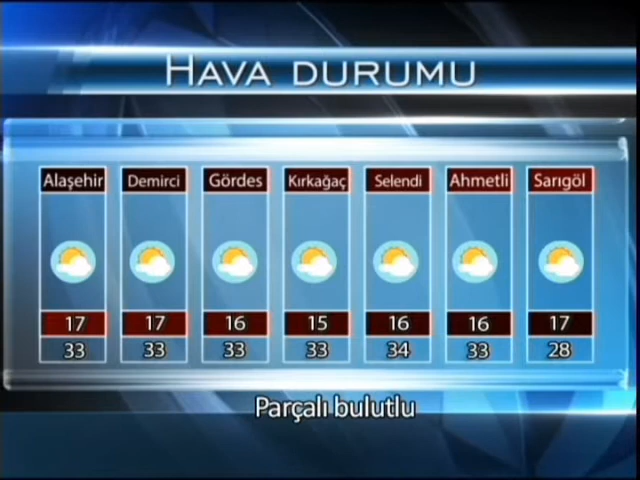 HAVA DURUMU
Alaşehir Demirci Gördes Kırkağaç Selendi Ahmetli Sarıgöl
17 17 16 15 16 16 17
33 33 33 33 34 33 28
Parçalı bulutlu